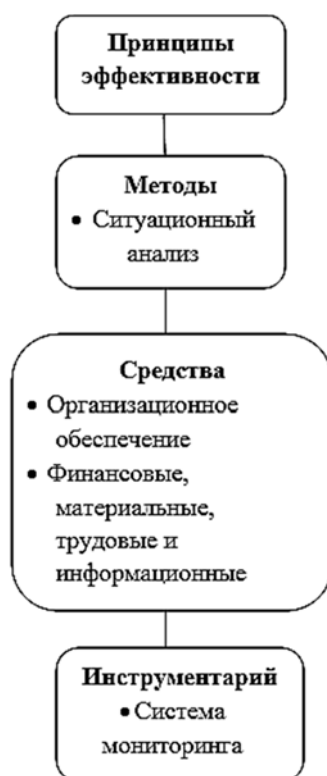 Принципы
эффективности
Методы
• Ситуационный
анализ
Средства
• Организационное
обеспечение
• Финансовые,
материальные,
трудовые и
информационные
Инструментарий
• Система
мониторинга